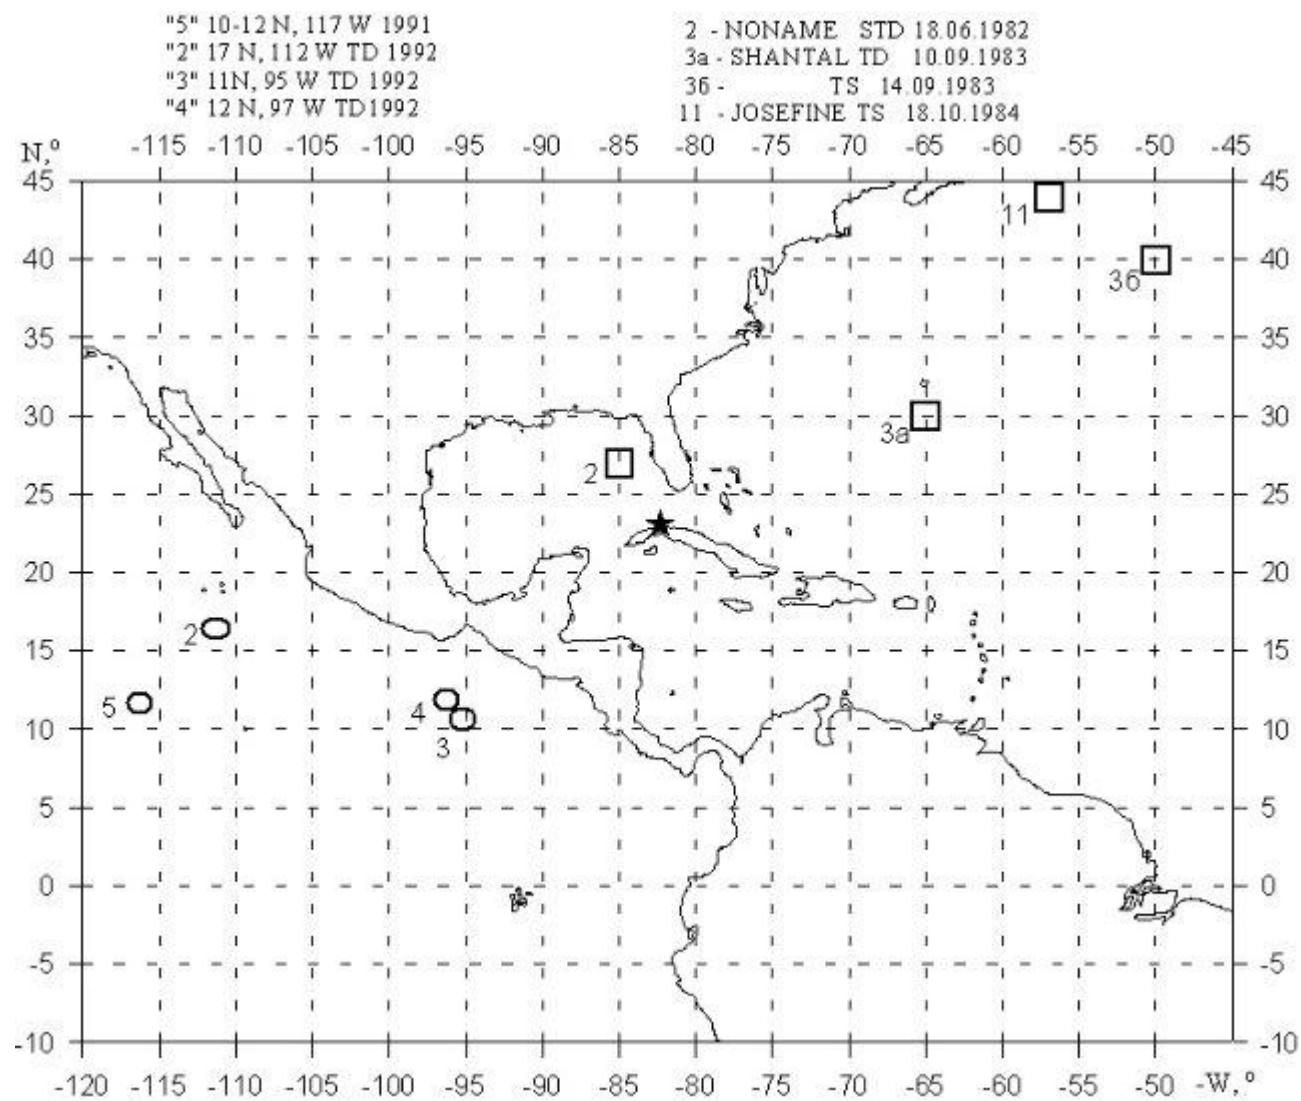 "5" 10-12 N, 117 W 1991
"2" 17 N, 112 W TD 1992
"3" 11N, 95 W TD 1992
"4" 12 N, 97 W TD1992
2 - NONAME STD 18.06.1982
3a - SHANTAL TD 10.09.1983
36 - TS 14.09.1983
11 - JOSEFINE TS 18.10.1984
N,° -115 -110 -105 -100 -95 -90 -85 -80 -75 -70 -65 -60 -55 -50 -45
45 45
11
40 40
36
35 35
30 30
3a
2
25 25
20 20
2
15 15
5 4
10 10
3
5 5
0 0
-5 -5
-10 -10
-120 -115 -110 -105 -100 -95 -90 -85 -80 -75 -70 -65 -60 -55 -50 -W,°